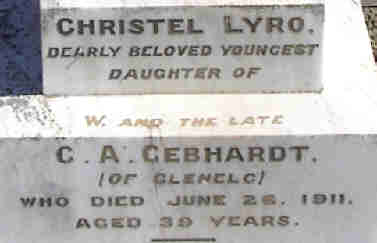 CHRISTEL LYRO.
DEARLY BELOVED YOUNGEST
DAUGHTER OF
W. AND THE LATE
C. A. GEBHARDT.
(OF GLENELG)
WHO DIED JUNE 26, 1911.
AGED 39 YEARS.